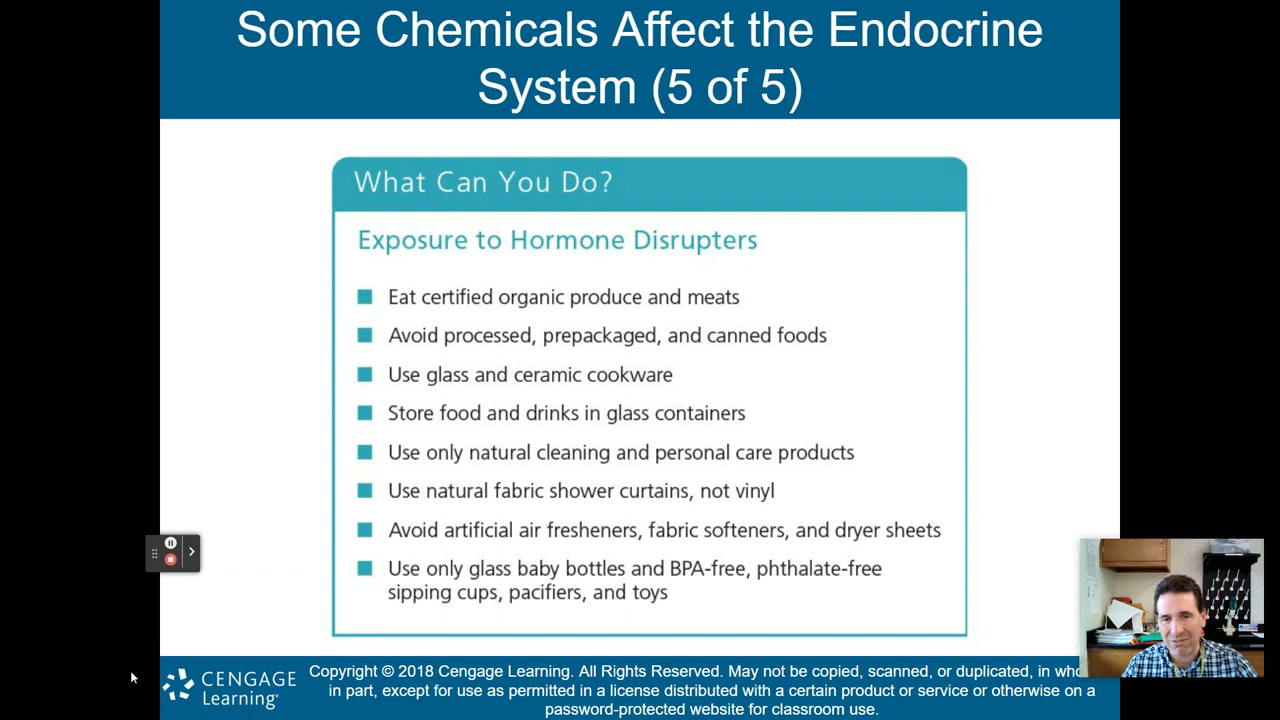 Some Chemicals Affect the Endocrine
System (5 of 5)
What Can You Do?
Exposure to Hormone Disrupters
Eat certified organic produce and meats
Avoid processed, prepackaged, and canned foods
Use glass and ceramic cookware
Store food and drinks in glass containers
Use only natural cleaning and personal care products
Use natural fabric shower curtains, not vinyl
Avoid artificial air fresheners, fabric softeners, and dryer sheets
Use only glass baby bottles and BPA-free, phthalate-free
sipping cups, pacifiers, and toys
CENGAGE
Learning®
Copyright © 2018 Cengage Learning. All Rights Reserved. May not be copied, scanned, or duplicated, in
in part, except for use as permitted in a license distributed with a certain product or service or otherwise on a
password-protected website for classroom use.